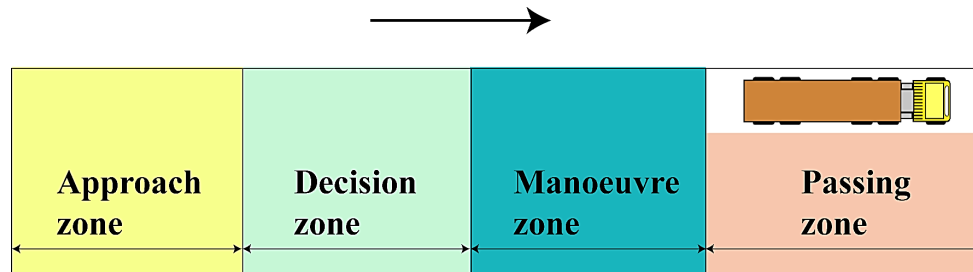 Approach
zone
Decision
zone
Manoeuvre
zone
Passing
zone